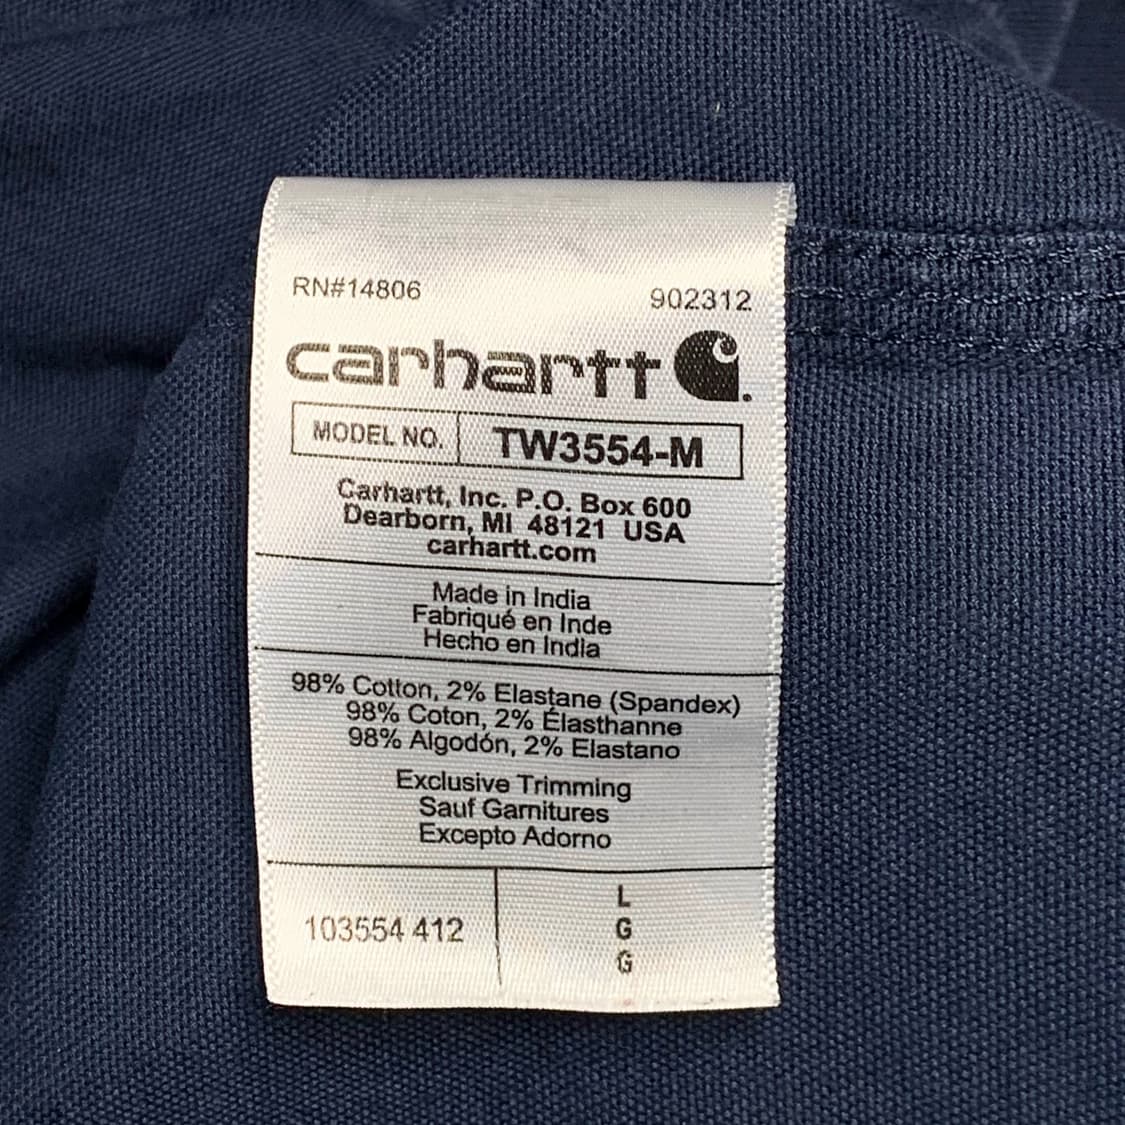 RN#14806
902312
carhartt
MODEL NO. TW3554-M
Carhartt, Inc. P.O. Box 600
Dearborn, MI 48121 USA
carhartt.com
Made in India
Fabriqué en Inde
Hecho en India
98% Cotton, 2% Elastane (Spandex)
98% Coton, 2% Élasthanne
98% Algodón, 2% Elastano
Exclusive Trimming
Sauf Garnitures
Excepto Adorno
103554 412
L
G
G